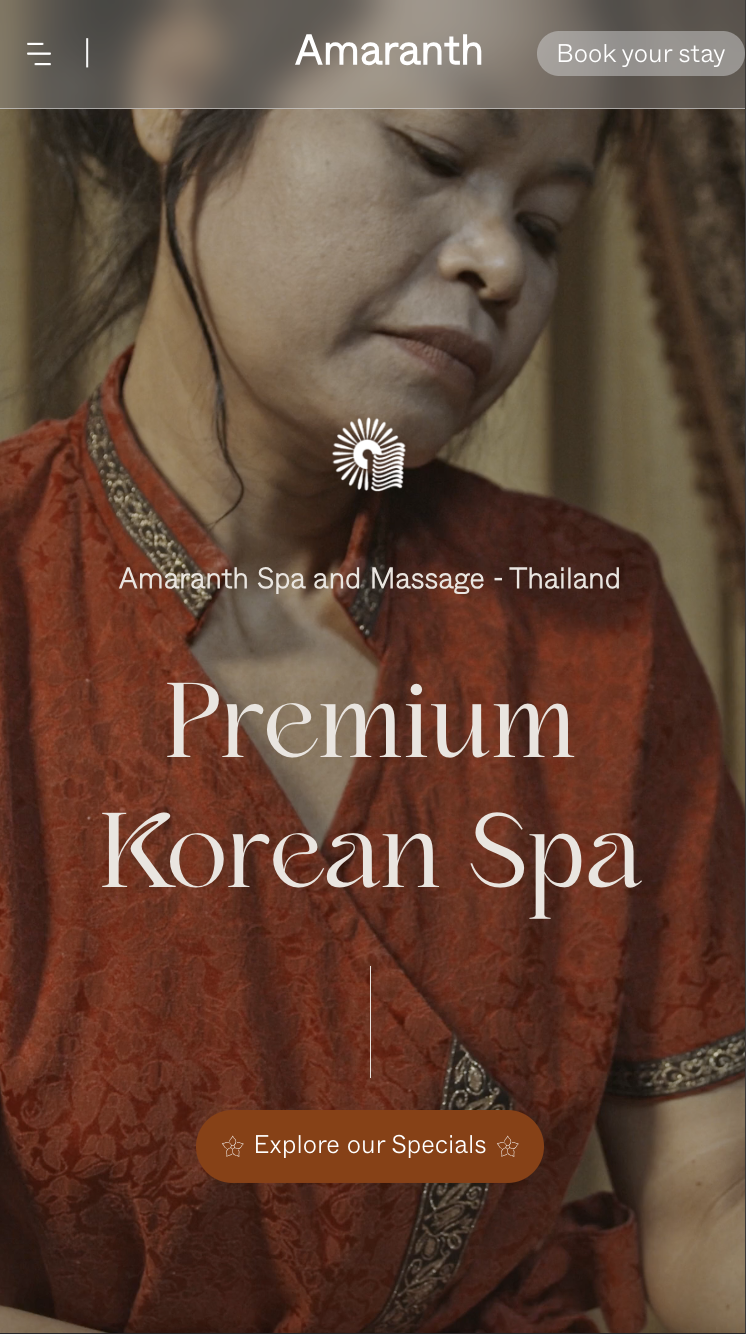 Amaranth
Book your stay
Amaranth Spa and Massage - Thailand
Premium
Korean Spa
Explore our Specials